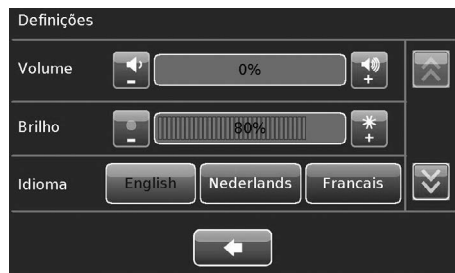 Definições
Volume - 0% +
Brilho - 80% +
Idioma English Nederlands Francais